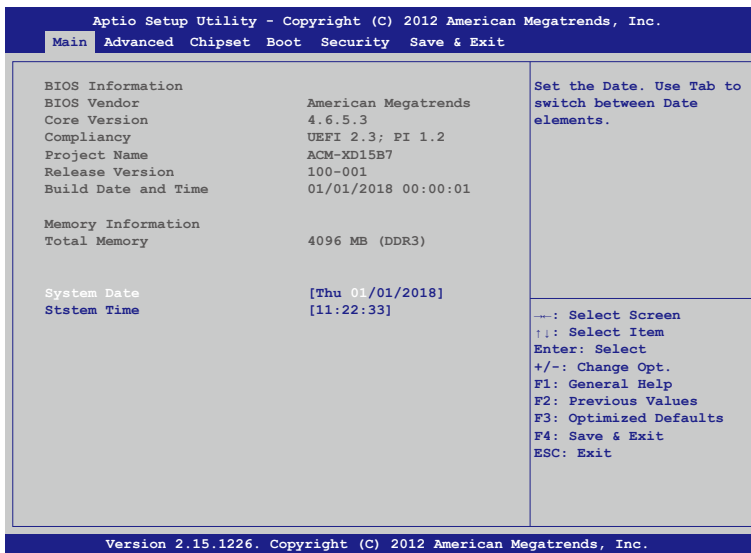 Aptio Setup Utility - Copyright (C) 2012 American Megatrends, Inc.
Main Advanced Chipset Boot Security Save & Exit
BIOS Information
BIOS Vendor American Megatrends
Core Version 4.6.5.3
Compliancy UEFI 2.3; PI 1.2
Project Name ACM-XD15B7
Release Version 100-001
Build Date and Time 01/01/2018 00:00:01
Memory Information
Total Memory 4096 MB (DDR3)
System Date [Thu 01/01/2018]
Ststem Time [11:22:33]
Set the Date. Use Tab to
switch between Date
elements.
→←: Select Screen
↑↓: Select Item
Enter: Select
+/-: Change Opt.
F1: General Help
F2: Previous Values
F3: Optimized Defaults
F4: Save & Exit
ESC: Exit
Version 2.15.1226. Copyright (C) 2012 American Megatrends, Inc.